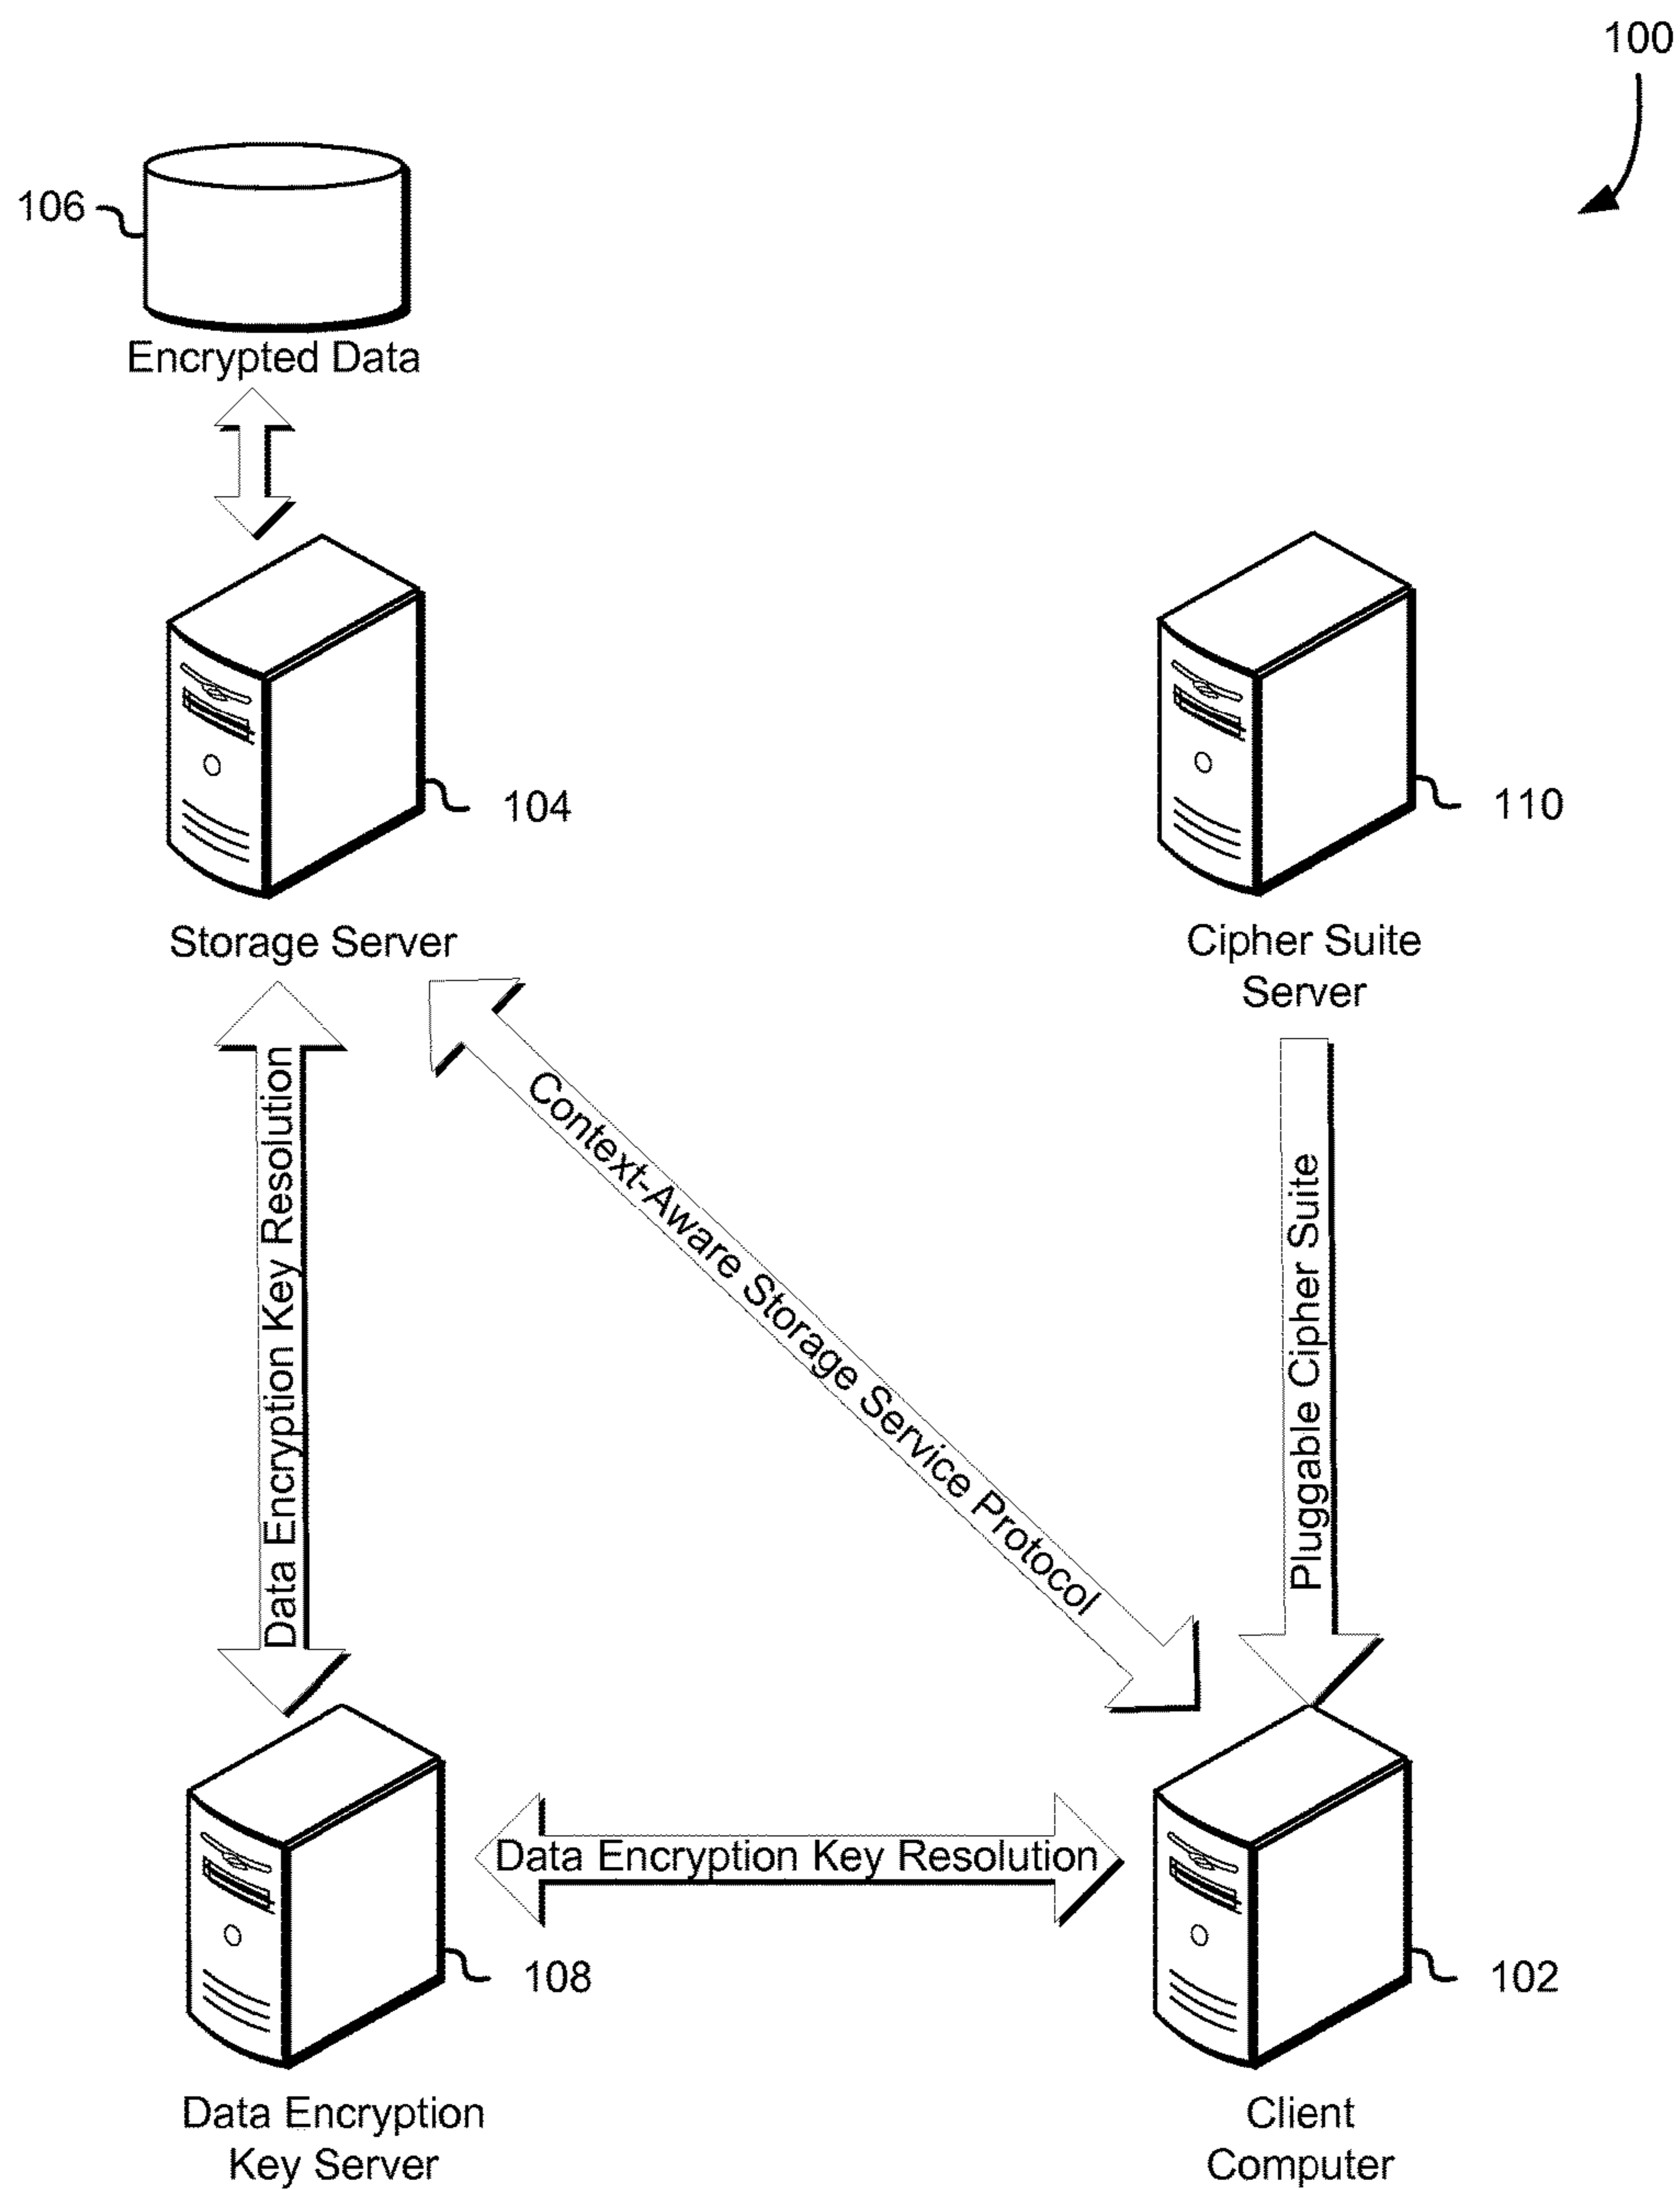 100
106
Encrypted Data
104
110
Storage Server
Cipher Suite
Server
Data Encryption Key Resolution
Context-Aware Storage Service Protocol
Pluggable Cipher Suite
Data Encryption Key Resolution
108
102
Data Encryption
Key Server
Client
Computer